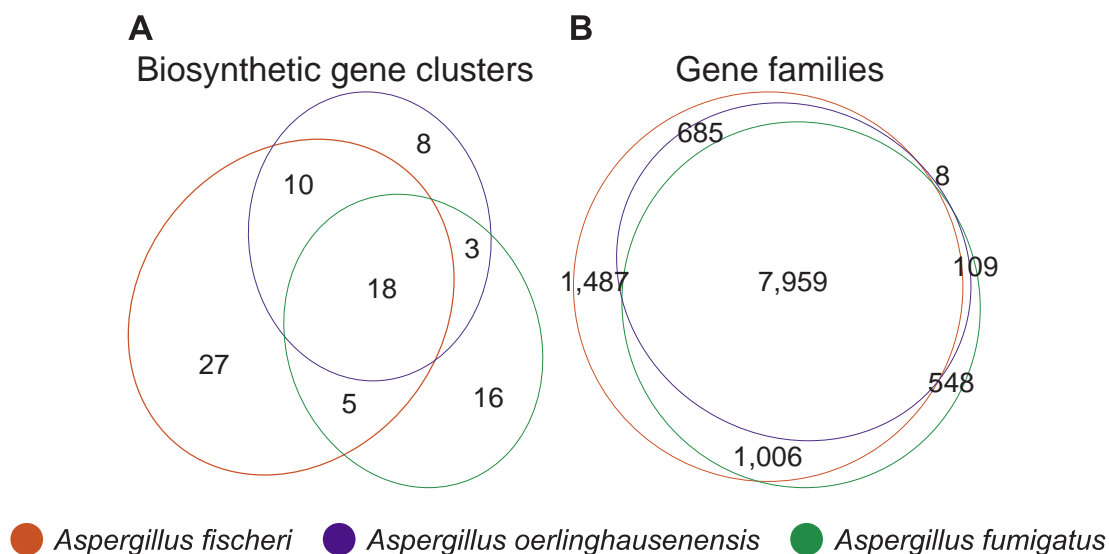 A
B
Biosynthetic gene clusters
Gene families
8
10
3
18
27
5
16
685
8
109
1,487
7,959
548
1,006
Aspergillus fischeri
Aspergillus oerlinghausenensis
Aspergillus fumigatus